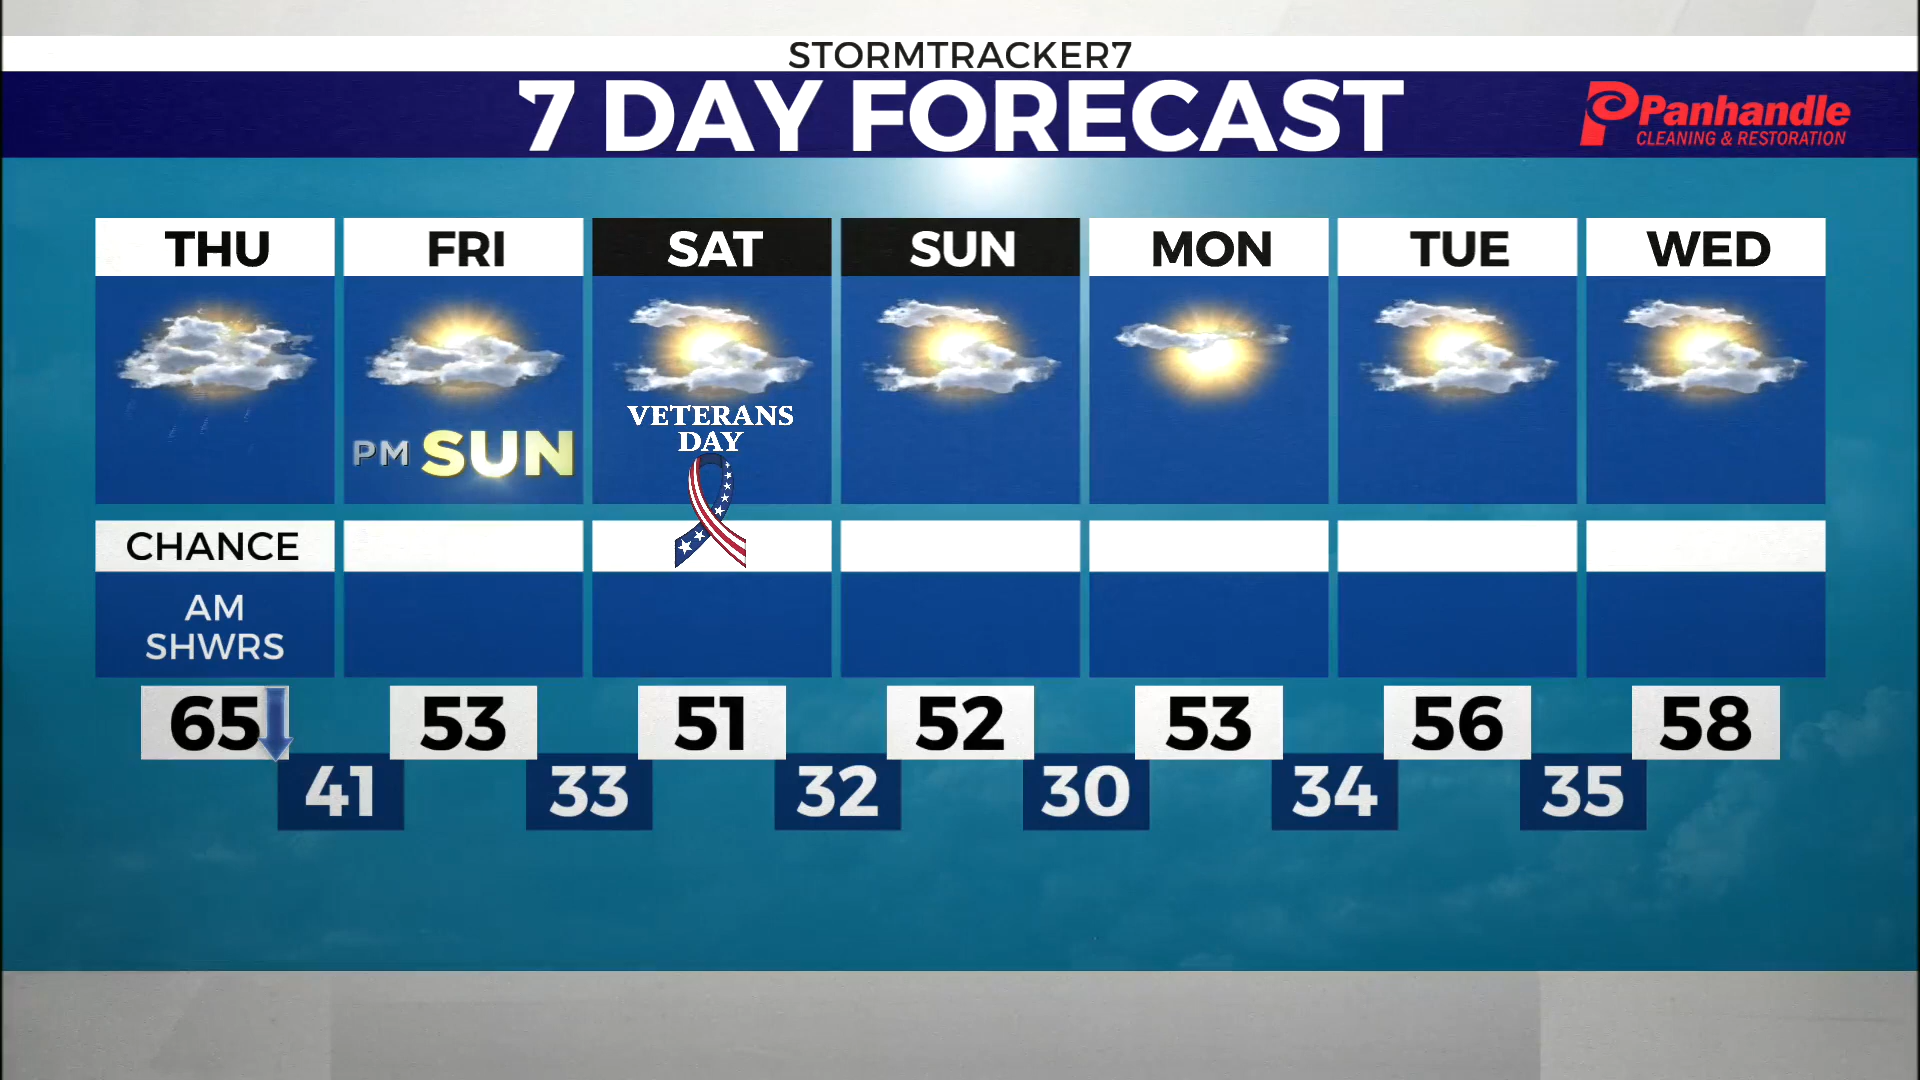 STORMTRACKER7
7 DAY FORECAST
Panhandle
CLEANING & RESTORATION
THU
FRI
SAT
SUN
MON
TUE
WED
PM SUN
VETERANS
DAY
CHANCE
AM
SHWRS
65
53
51
52
53
56
58
41
33
32
30
34
35